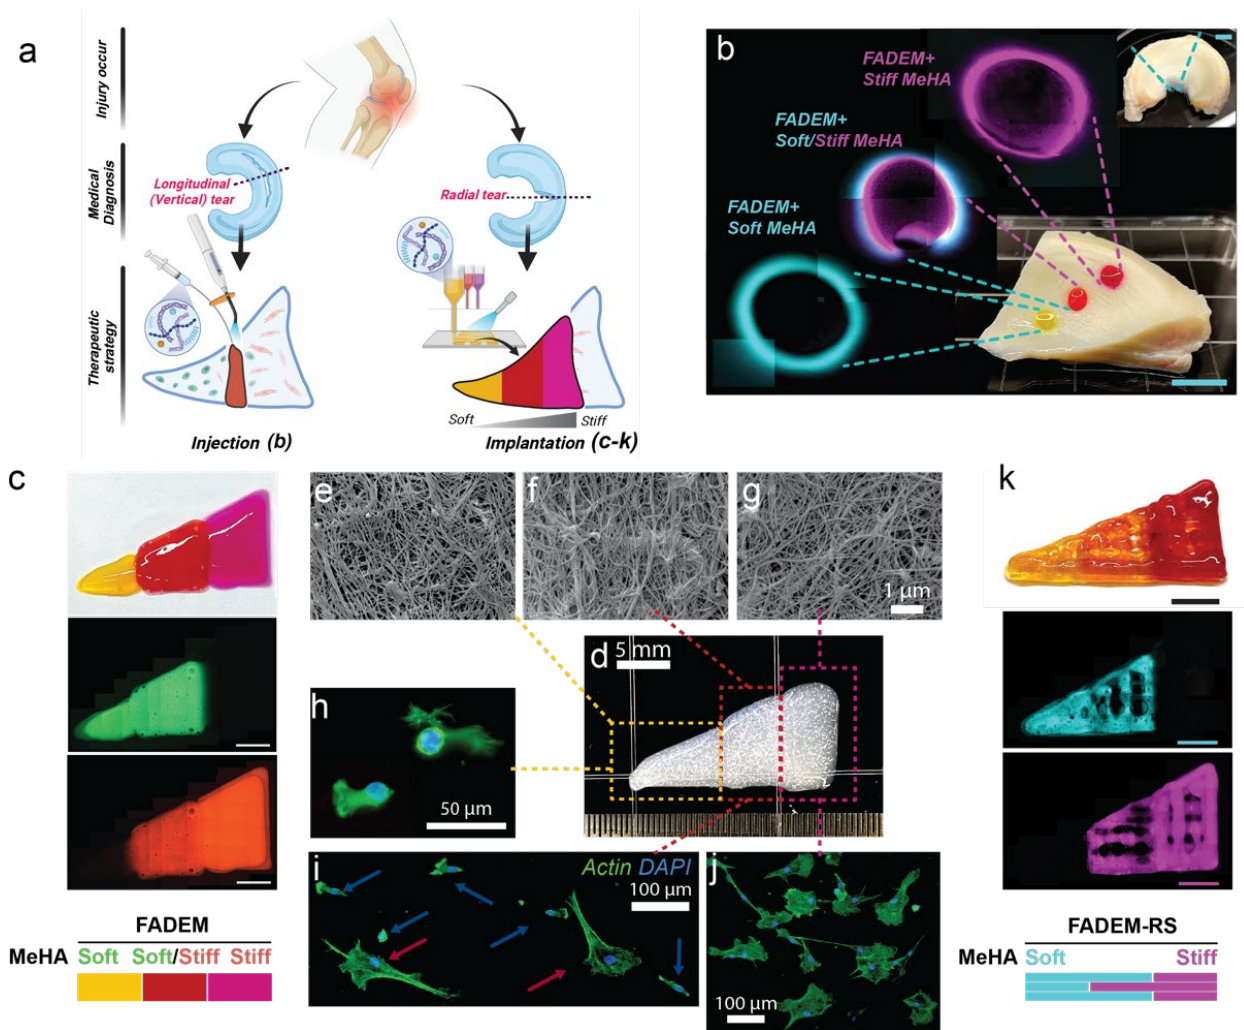 a
Injury occur
Medical
Diagnosis
Therapeutic
strategy
Longitudinal
(Vertical) tear
Radial tear
Soft
Stiff
Injection (b)
Implantation (c-k)
b
FADEM+
Stiff MeHA
FADEM+
Soft/Stiff MeHA
FADEM+
Soft MeHA
c
FADEM
MeHA Soft Soft/Stiff Stiff
e
f
g
1 µm
d
5 mm
h
50 µm
i
Actin DAPI
100 µm
j
100 µm
k
FADEM-RS
MeHA Soft Stiff